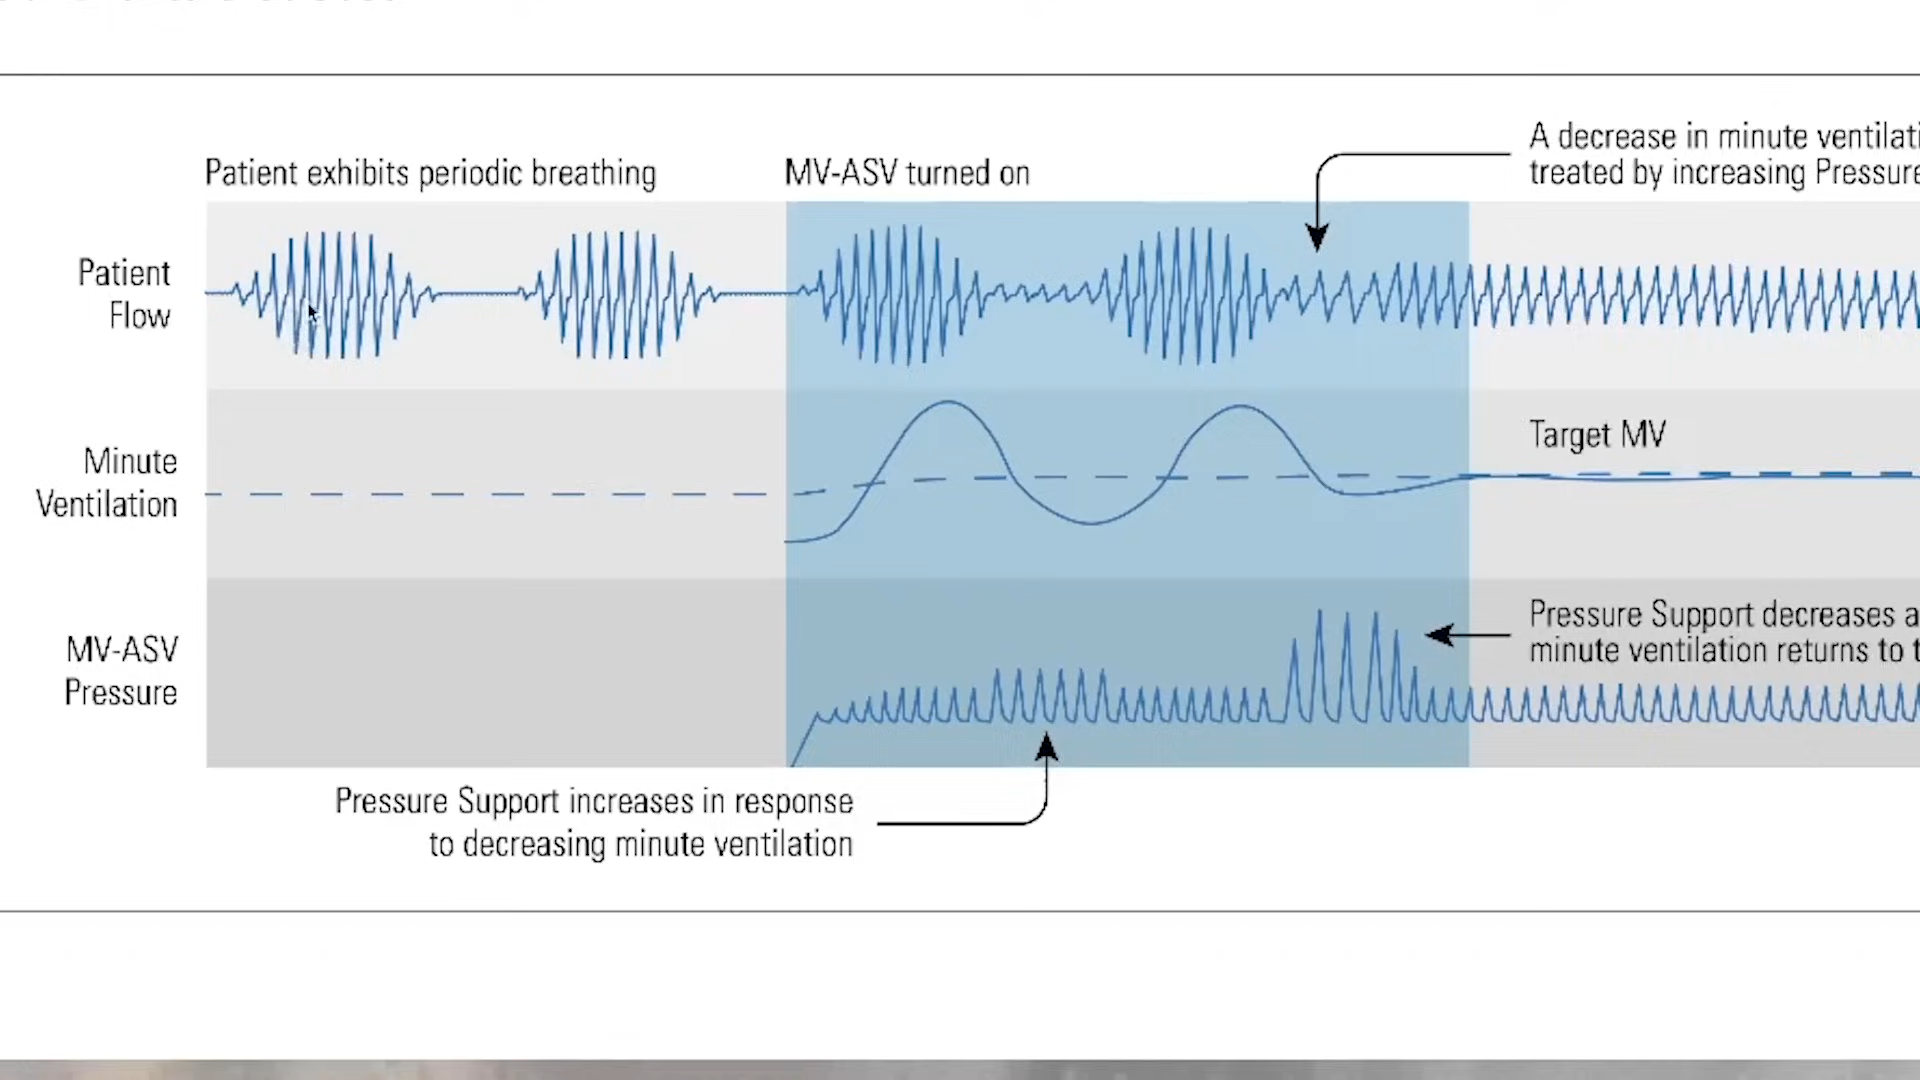 Patient exhibits periodic breathing
MV-ASV turned on
A decrease in minute
treated by increasing Pressure
Patient
Flow
Minute
Ventilation
Target MV
MV-ASV
Pressure
Pressure Support decreases
minute ventilation returns to
Pressure Support increases in response
to decreasing minute ventilation